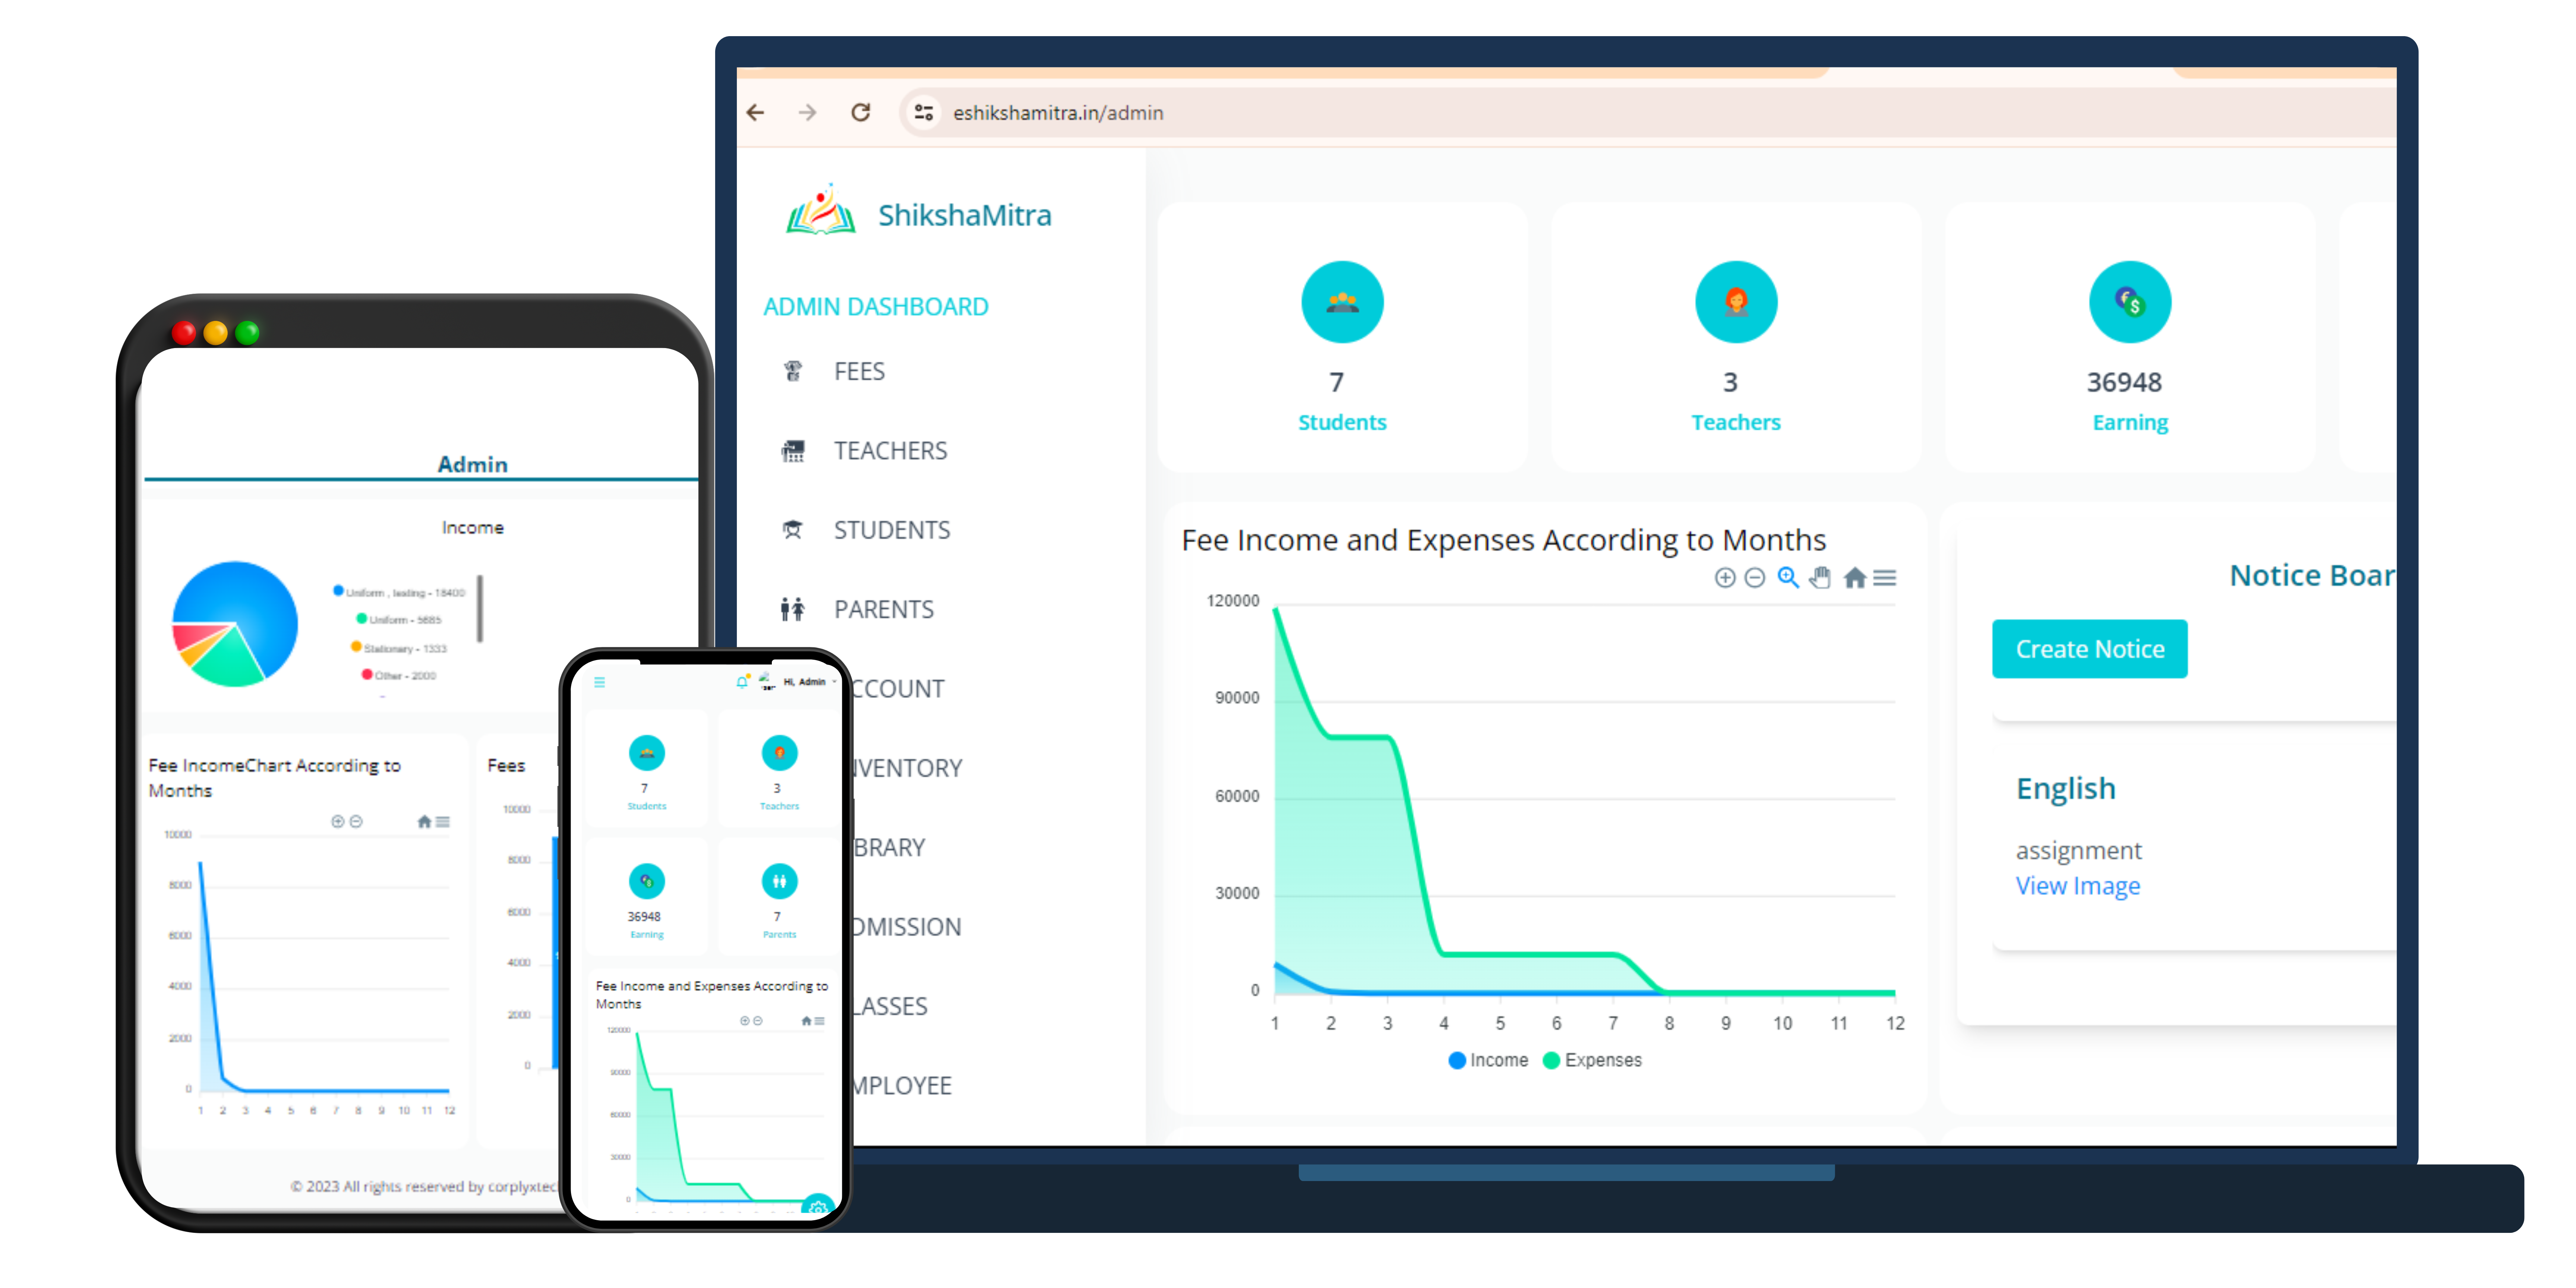 eshikshamitra.in/admin
ShikshaMitra
ADMIN DASHBOARD
FEES
TEACHERS
STUDENTS
PARENTS
CCOUNT
NVENTORY
BRARY
DMISSION
LASSES
MPLOYEE
7
Students
3
Teachers
36948
Earning
Fee Income and Expenses According to Months
120000
90000
60000
30000
0
1 2 3 4 5 6 7 8 9 10 11 12
Income Expenses
Notice Boar
Create Notice
English
assignment
View Image
Admin
Income
Uniform , leading - 18400
Uniform - 5685
Stationary - 1333
Other - 2000
Fee IncomeChart According to
Months
10000
8000
6000
4000
2000
0
1 2 3 4 5 6 7 8 9 10 11 12
Fees
10000
8000
6000
4000
2000
0
© 2023 All rights reserved by corplyxtec
Hi, Admin
7
Students
3
Teachers
36948
Earning
7
Parents
Fee Income and Expenses According to
Months
120000
90000
60000
30000
0